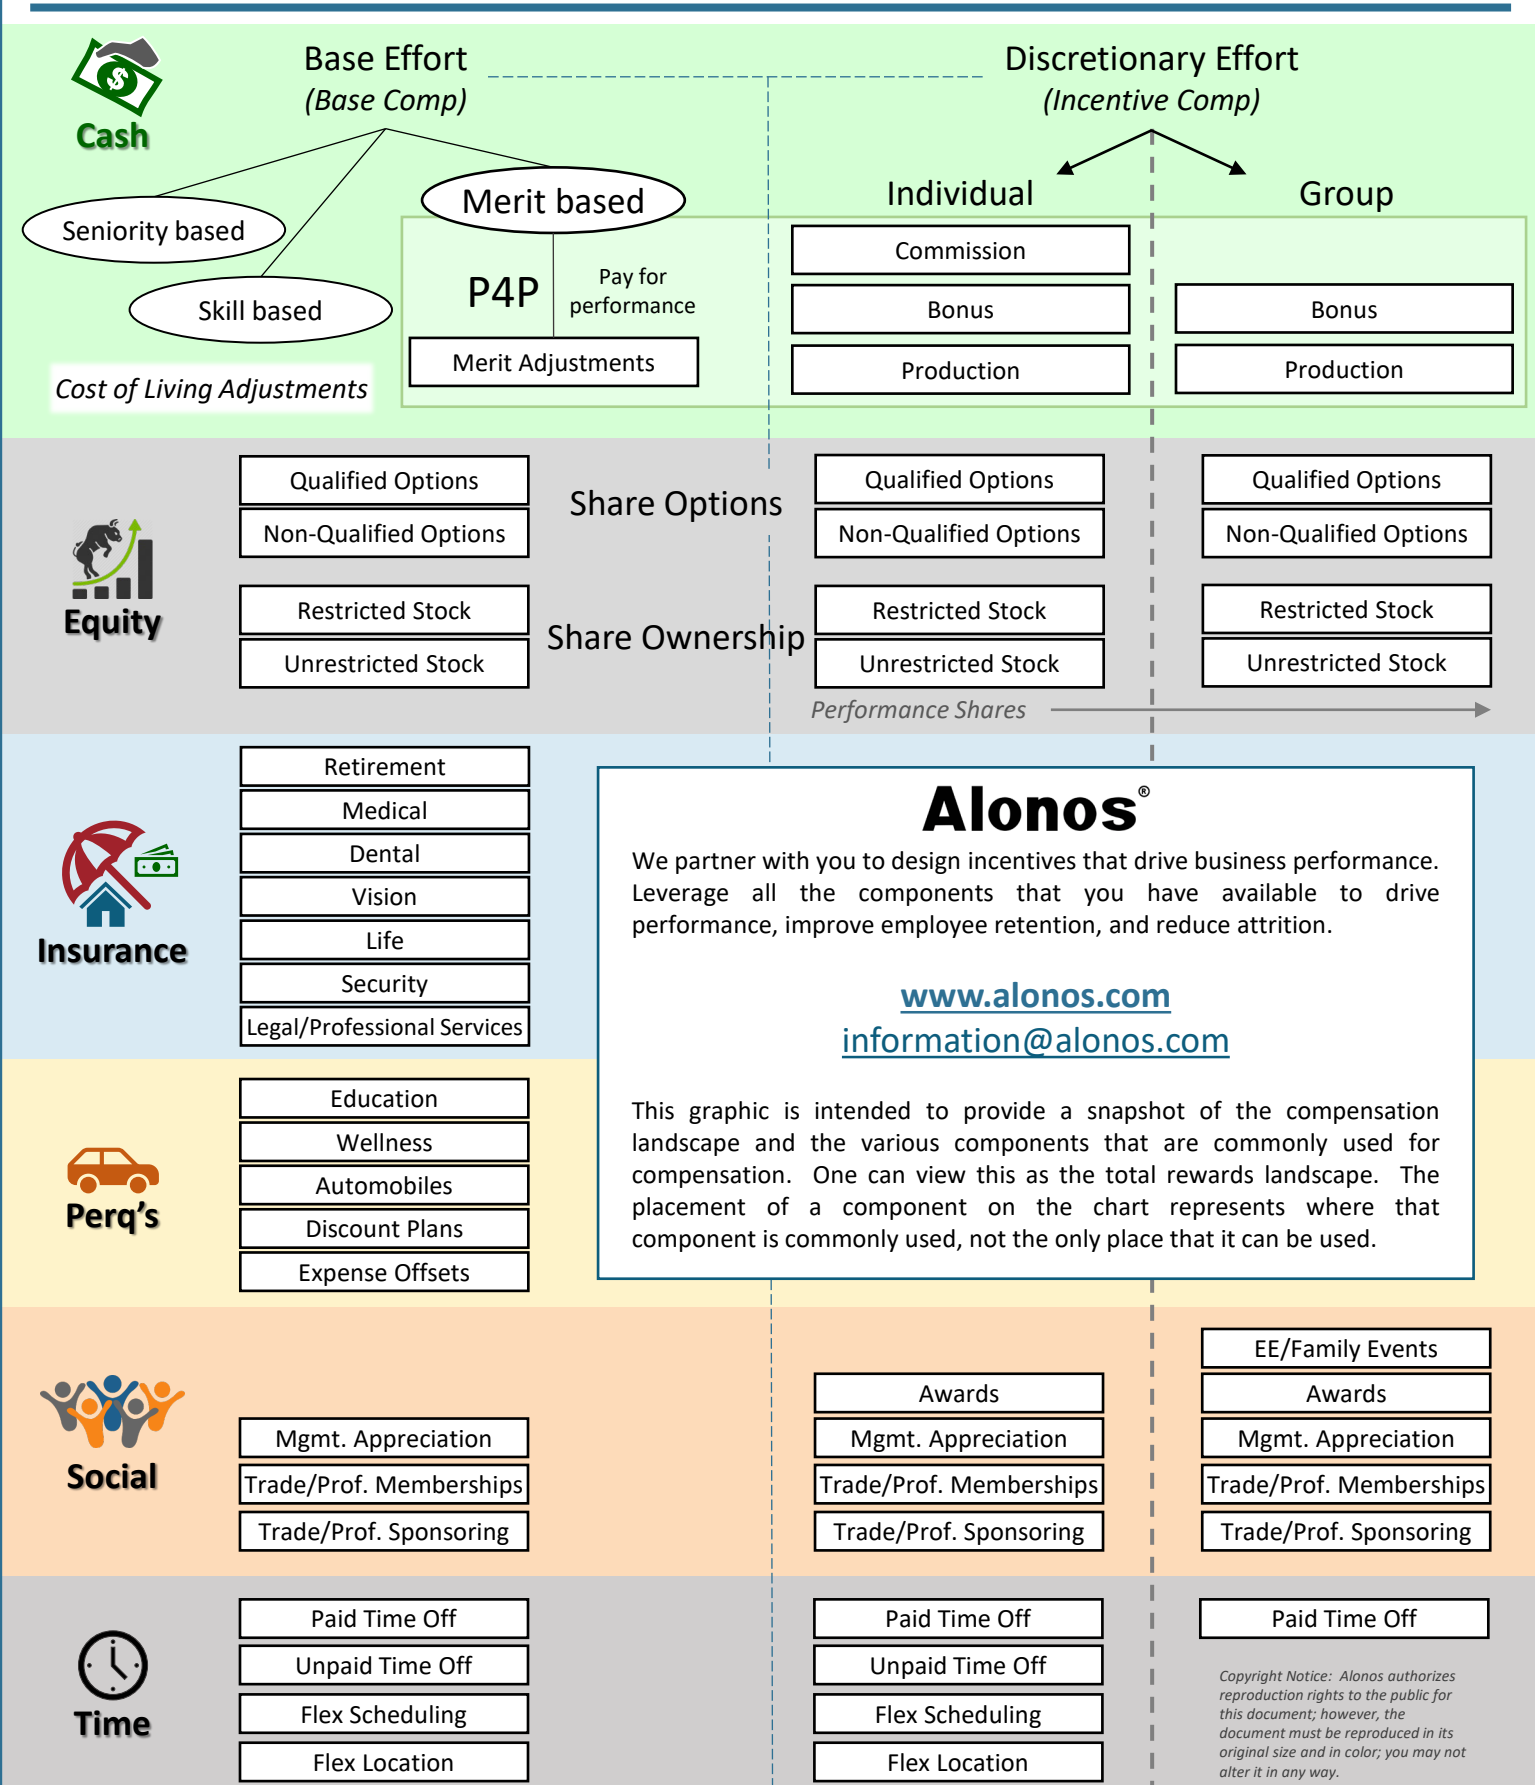 Base Effort
(Base Comp)
Discretionary Effort
(Incentive Comp)
Cash
Seniority based
Skill based
Merit based
P4P
Pay for
performance
Merit Adjustments
Cost of Living Adjustments
Individual
Group
Commission
Bonus
Production
Bonus
Production
Equity
Qualified Options
Non-Qualified Options
Restricted Stock
Unrestricted Stock
Share Options
Share Ownership
Qualified Options
Non-Qualified Options
Restricted Stock
Unrestricted Stock
Performance Shares
Qualified Options
Non-Qualified Options
Restricted Stock
Unrestricted Stock
Insurance
Retirement
Medical
Dental
Vision
Life
Security
Legal/Professional Services
Alonos®
We partner with you to design incentives that drive business performance.
Leverage all the components that you have available to drive
performance, improve employee retention, and reduce attrition.
www.alonos.com
information@alonos.com
This graphic is intended to provide a snapshot of the compensation
landscape and the various components that are commonly used for
compensation. One can view this as the total rewards landscape. The
placement of a component on the chart represents where that
component is commonly used, not the only place that it can be used.
Perq's
Education
Wellness
Automobiles
Discount Plans
Expense Offsets
Social
Mgmt. Appreciation
Trade/Prof. Memberships
Trade/Prof. Sponsoring
Awards
Mgmt. Appreciation
Trade/Prof. Memberships
Trade/Prof. Sponsoring
EE/Family Events
Awards
Mgmt. Appreciation
Trade/Prof. Memberships
Trade/Prof. Sponsoring
Time
Paid Time Off
Unpaid Time Off
Flex Scheduling
Flex Location
Paid Time Off
Unpaid Time Off
Flex Scheduling
Flex Location
Paid Time Off
Copyright Notice: Alonos authorizes
reproduction rights to the public for
this document; however, the
document must be reproduced in its
original size and in color; you may not
alter it in any way.